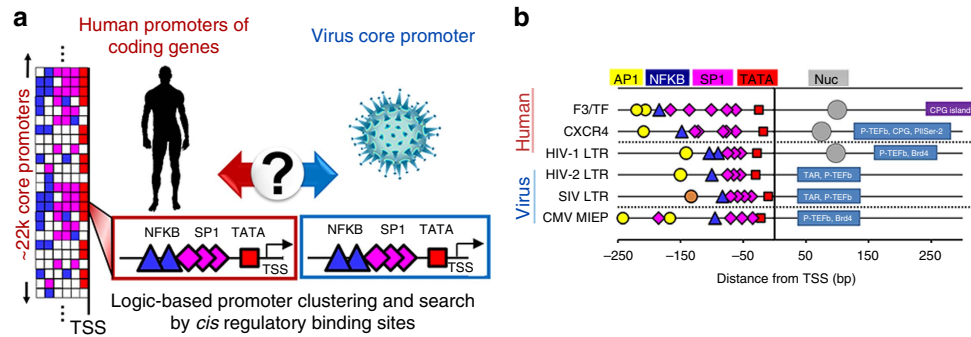 a
Human promoters of
coding genes
Virus core promoter
~22k core promoters
?
NFKB SP1 TATA
TSS
NFKB SP1 TATA
TSS
TSS
Logic-based promoter clustering and search
by cis regulatory binding sites
b
AP1 NFKB SP1 TATA Nuc
Human
Virus
F3/TF
CPG island
CXCR4
P-TEFb, CPG, PllSer-2
HIV-1 LTR
P-TEFb, Brd4
HIV-2 LTR
TAR, P-TEFb
SIV LTR
TAR, P-TEFb
CMV MIEP
P-TEFb, Brd4
−250 −150 −50 50 150 250
Distance from TSS (bp)